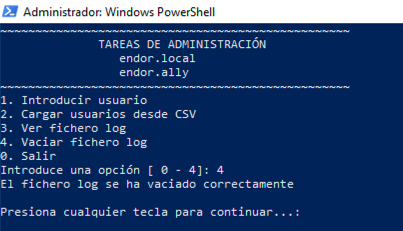 Administrador: Windows PowerShell
~~~~~~~~~~~~~~~~~~~~~~~~~~~~~~~~~~~~~~~~~~~~~~~~~~
TAREAS DE ADMINISTRACIÓN
endor.local
endor.ally
~~~~~~~~~~~~~~~~~~~~~~~~~~~~~~~~~~~~~~~~~~~~~~~~~~
1. Introducir usuario
2. Cargar usuarios desde CSV
3. Ver fichero log
4. Vaciar fichero log
0. Salir
Introduce una opción [ 0 - 4]: 4
El fichero log se ha vaciado correctamente
Presiona cualquier tecla para continuar...: